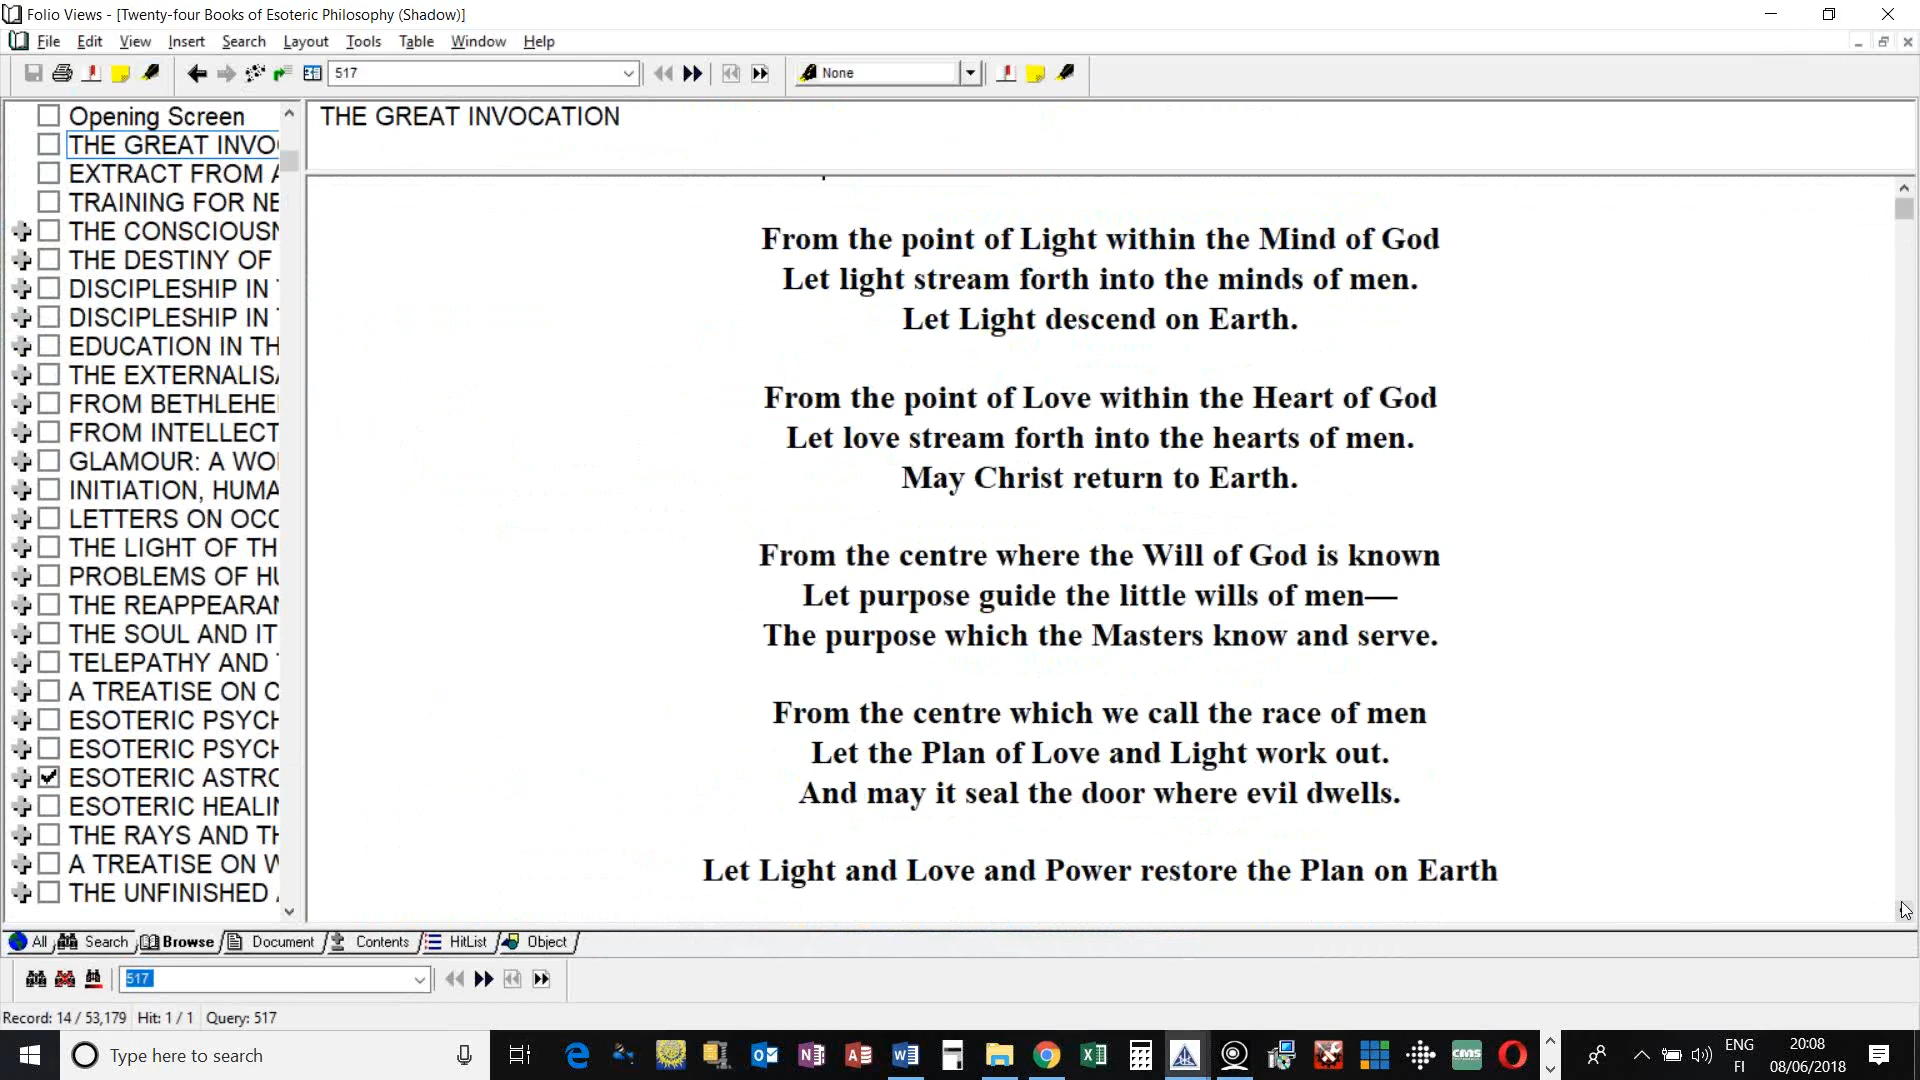 Folio Views - [Twenty-four Books of Esoteric Philosophy (Shadow)]
File Edit View Insert Search Layout Tools Table Window Help
517
None
Opening Screen
THE GREAT INVO
EXTRACT FROM A
TRAINING FOR NE
THE CONSCIOUSN
THE DESTINY OF
DISCIPLESHIP IN
DISCIPLESHIP IN
EDUCATION IN TH
THE EXTERNALISA
FROM BETHLEHE
FROM INTELLECT
GLAMOUR: A WO
INITIATION, HUMA
LETTERS ON OCC
THE LIGHT OF TH
PROBLEMS OF HU
THE REAPPEARAN
THE SOUL AND IT
TELEPATHY AND
A TREATISE ON C
ESOTERIC PSYCH
ESOTERIC PSYCH
ESOTERIC ASTRO
ESOTERIC HEALIN
THE RAYS AND TH
A TREATISE ON W
THE UNFINISHED
THE GREAT INVOCATION
From the point of Light within the Mind of God
Let light stream forth into the minds of men.
Let Light descend on Earth.
From the point of Love within the Heart of God
Let love stream forth into the hearts of men.
May Christ return to Earth.
From the centre where the Will of God is known
Let purpose guide the little wills of men—
The purpose which the Masters know and serve.
From the centre which we call the race of men
Let the Plan of Love and Light work out.
And may it seal the door where evil dwells.
Let Light and Love and Power restore the Plan on Earth
All Search Browse Document Contents HitList Object
517
Record: 14 / 53,179 Hit: 1 / 1 Query: 517
Type here to search
CMS
ENG
FI
20:08
08/06/2018